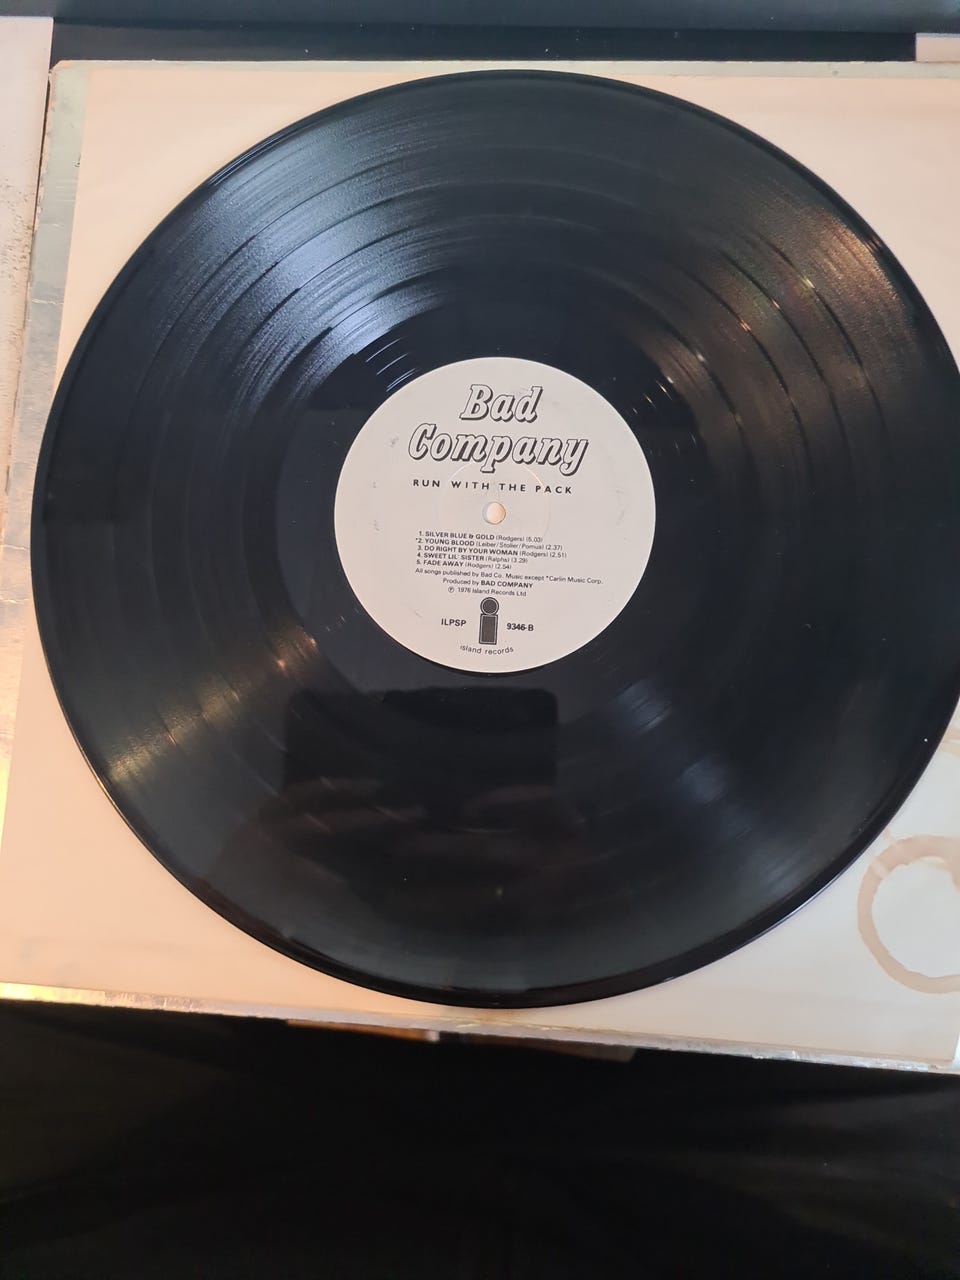 Bad
Company
RUN WITH THE PACK
1. SILVER BLUE & GOLD (Rodgers) (5.03)
*2. YOUNG BLOOD (Leiber/Stoller/Pomus) (2.37)
3. DO RIGHT BY YOUR WOMAN (Rodgers) (2.51)
4. SWEET LIL' SISTER (Ralphs) (3.29)
5. FADE AWAY (Rodgers) (2.54)
All songs published by Bad Co. Music except *Carlin Music Corp.
Produced by BAD COMPANY
℗ 1976 Island Records Ltd
ILPSP 9346-B
island records